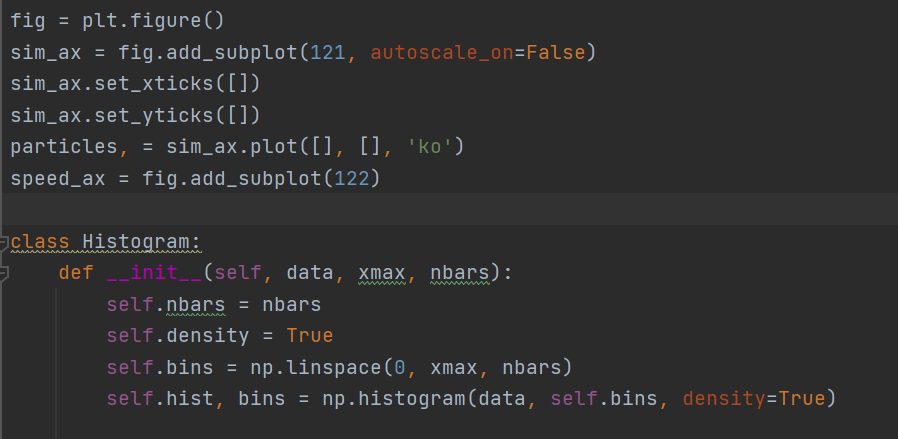 fig = plt.figure()
sim_ax = fig.add_subplot(121, autoscale_on=False)
sim_ax.set_xticks([])
sim_ax.set_yticks([])
particles, = sim_ax.plot([], [], 'ko')
speed_ax = fig.add_subplot(122)

class Histogram:
    def __init__(self, data, xmax, nbars):
        self.nbars = nbars
        self.density = True
        self.bins = np.linspace(0, xmax, nbars)
        self.hist, bins = np.histogram(data, self.bins, density=True)